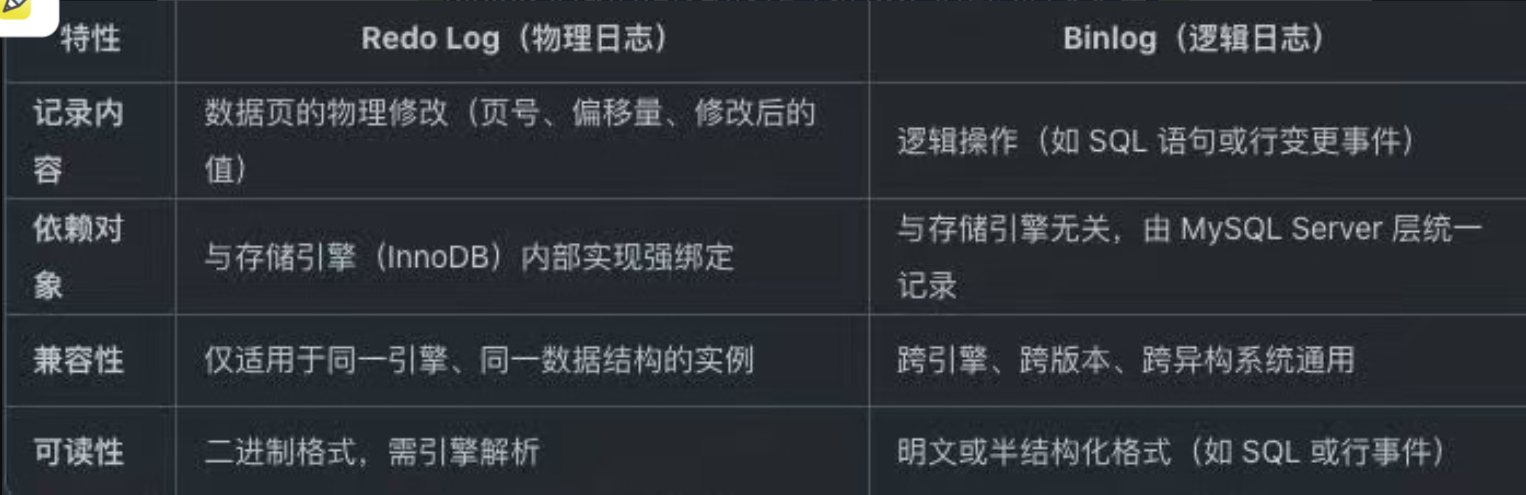 特性
Redo Log（物理日志）
Binlog（逻辑日志）
记录内
容
数据页的物理修改（页号、偏移量、修改后的
值）
逻辑操作（如 SQL 语句或行变更事件）
依赖对
象
与存储引擎（InnoDB）内部实现强绑定
与存储引擎无关，由 MySQL Server 层统一
记录
兼容性
仅适用于同一引擎、同一数据结构的实例
跨引擎、跨版本、跨异构系统通用
可读性
二进制格式，需引擎解析
明文或半结构化格式（如 SQL 或行事件）